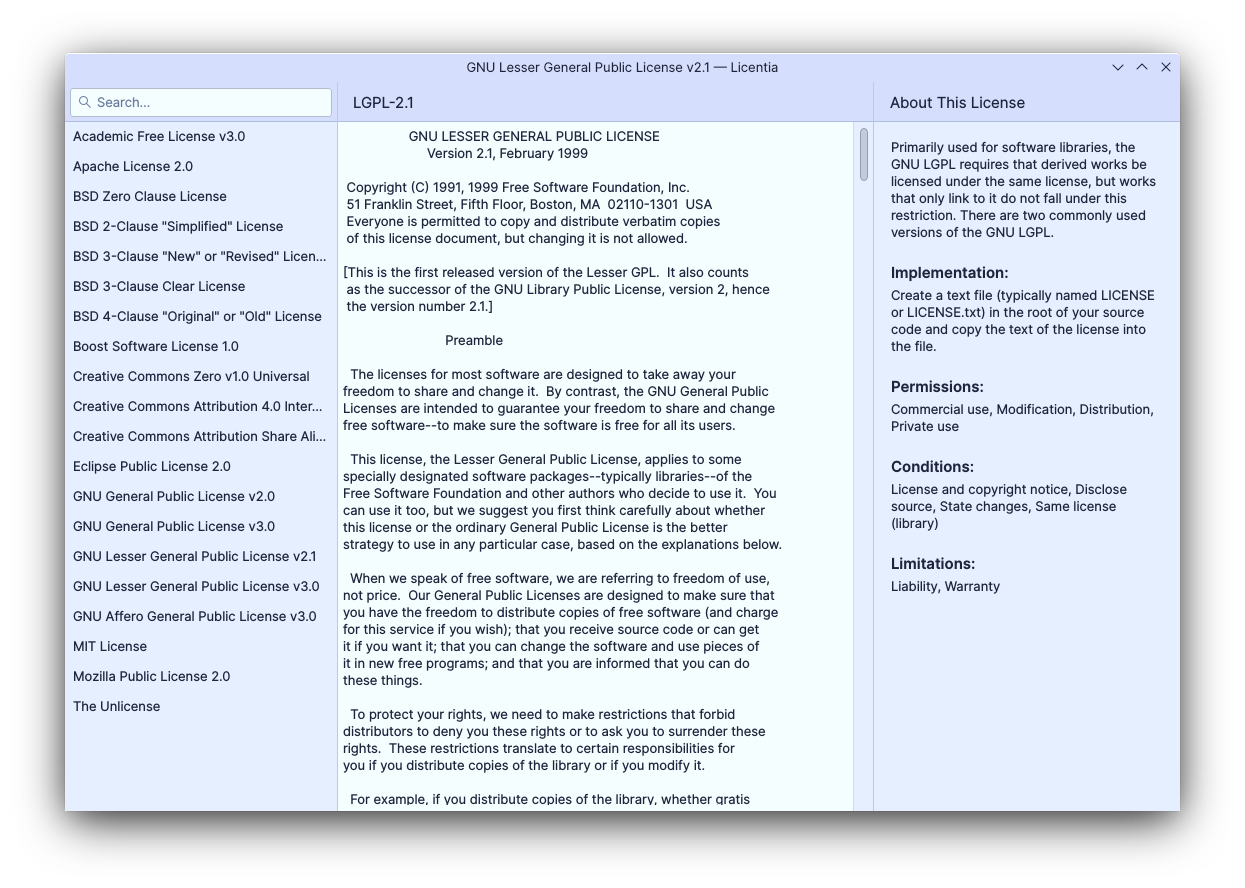 GNU Lesser General Public License v2.1 — Licentia
Search...
LGPL-2.1
About This License
Academic Free License v3.0
Apache License 2.0
BSD Zero Clause License
BSD 2-Clause "Simplified" License
BSD 3-Clause "New" or "Revised" Licen...
BSD 3-Clause Clear License
BSD 4-Clause "Original" or "Old" License
Boost Software License 1.0
Creative Commons Zero v1.0 Universal
Creative Commons Attribution 4.0 Inter...
Creative Commons Attribution Share Ali...
Eclipse Public License 2.0
GNU General Public License v2.0
GNU General Public License v3.0
GNU Lesser General Public License v2.1
GNU Lesser General Public License v3.0
GNU Affero General Public License v3.0
MIT License
Mozilla Public License 2.0
The Unlicense
GNU LESSER GENERAL PUBLIC LICENSE
Version 2.1, February 1999
Copyright (C) 1991, 1999 Free Software Foundation, Inc.
51 Franklin Street, Fifth Floor, Boston, MA  02110-1301  USA
Everyone is permitted to copy and distribute verbatim copies
of this license document, but changing it is not allowed.
[This is the first released version of the Lesser GPL.  It also counts
as the successor of the GNU Library Public License, version 2, hence
the version number 2.1.]
Preamble
The licenses for most software are designed to take away your
freedom to share and change it.  By contrast, the GNU General Public
Licenses are intended to guarantee your freedom to share and change
free software--to make sure the software is free for all its users.
This license, the Lesser General Public License, applies to some
specially designated software packages--typically libraries--of the
Free Software Foundation and other authors who decide to use it.  You
can use it too, but we suggest you first think carefully about whether
this license or the ordinary General Public License is the better
strategy to use in any particular case, based on the explanations below.
When we speak of free software, we are referring to freedom of use,
not price.  Our General Public Licenses are designed to make sure that
you have the freedom to distribute copies of free software (and charge
for this service if you wish); that you receive source code or can get
it if you want it; that you can change the software and use pieces of
it in new free programs; and that you are informed that you can do
these things.
To protect your rights, we need to make restrictions that forbid
distributors to deny you these rights or to ask you to surrender these
rights.  These restrictions translate to certain responsibilities for
you if you distribute copies of the library or if you modify it.
For example, if you distribute copies of the library, whether gratis
Primarily used for software libraries, the
GNU LGPL requires that derived works be
licensed under the same license, but works
that only link to it do not fall under this
restriction. There are two commonly used
versions of the GNU LGPL.
Implementation:
Create a text file (typically named LICENSE
or LICENSE.txt) in the root of your source
code and copy the text of the license into
the file.
Permissions:
Commercial use, Modification, Distribution,
Private use
Conditions:
License and copyright notice, Disclose
source, State changes, Same license
(library)
Limitations:
Liability, Warranty